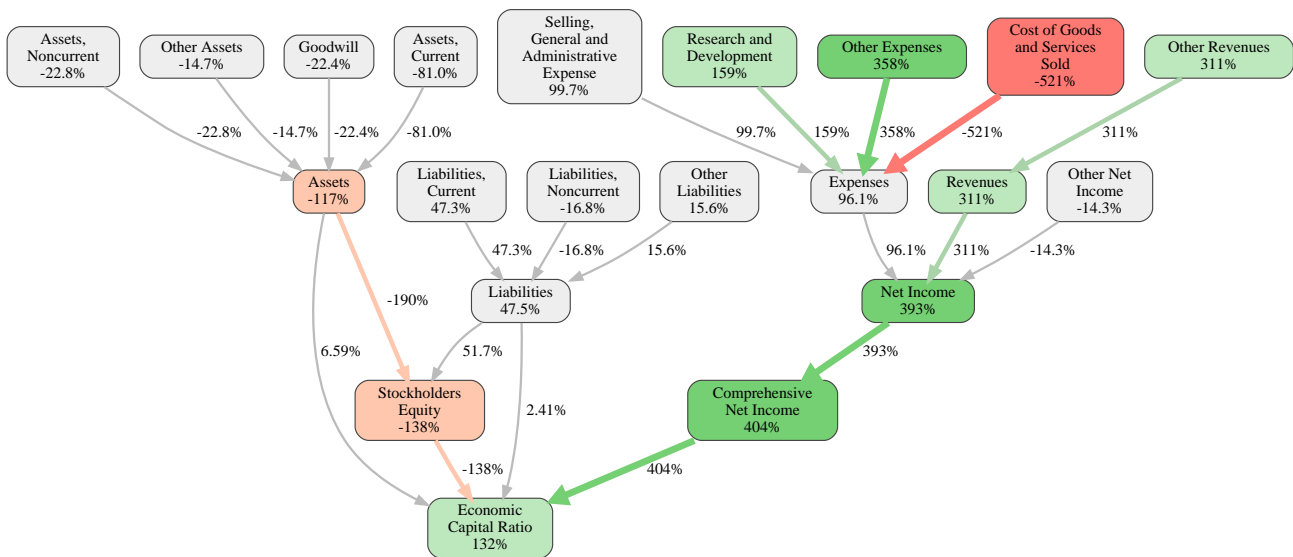 Assets,
Noncurrent
-22.8%
Other Assets
-14.7%
Goodwill
-22.4%
Assets,
Current
-81.0%
Selling,
General and
Administrative
Expense
99.7%
Research and
Development
159%
Other Expenses
358%
Cost of Goods
and Services
Sold
-521%
Other Revenues
311%
-22.8%
-14.7%
-22.4%
-81.0%
99.7%
159%
358%
-521%
311%
Assets
-117%
Liabilities,
Current
47.3%
Liabilities,
Noncurrent
-16.8%
Other
Liabilities
15.6%
Expenses
96.1%
Revenues
311%
Other Net
Income
-14.3%
47.3%
-16.8%
15.6%
96.1%
311%
-14.3%
Liabilities
47.5%
Net Income
393%
-190%
6.59%
51.7%
393%
Stockholders
Equity
-138%
2.41%
Comprehensive
Net Income
404%
-138%
404%
Economic
Capital Ratio
132%